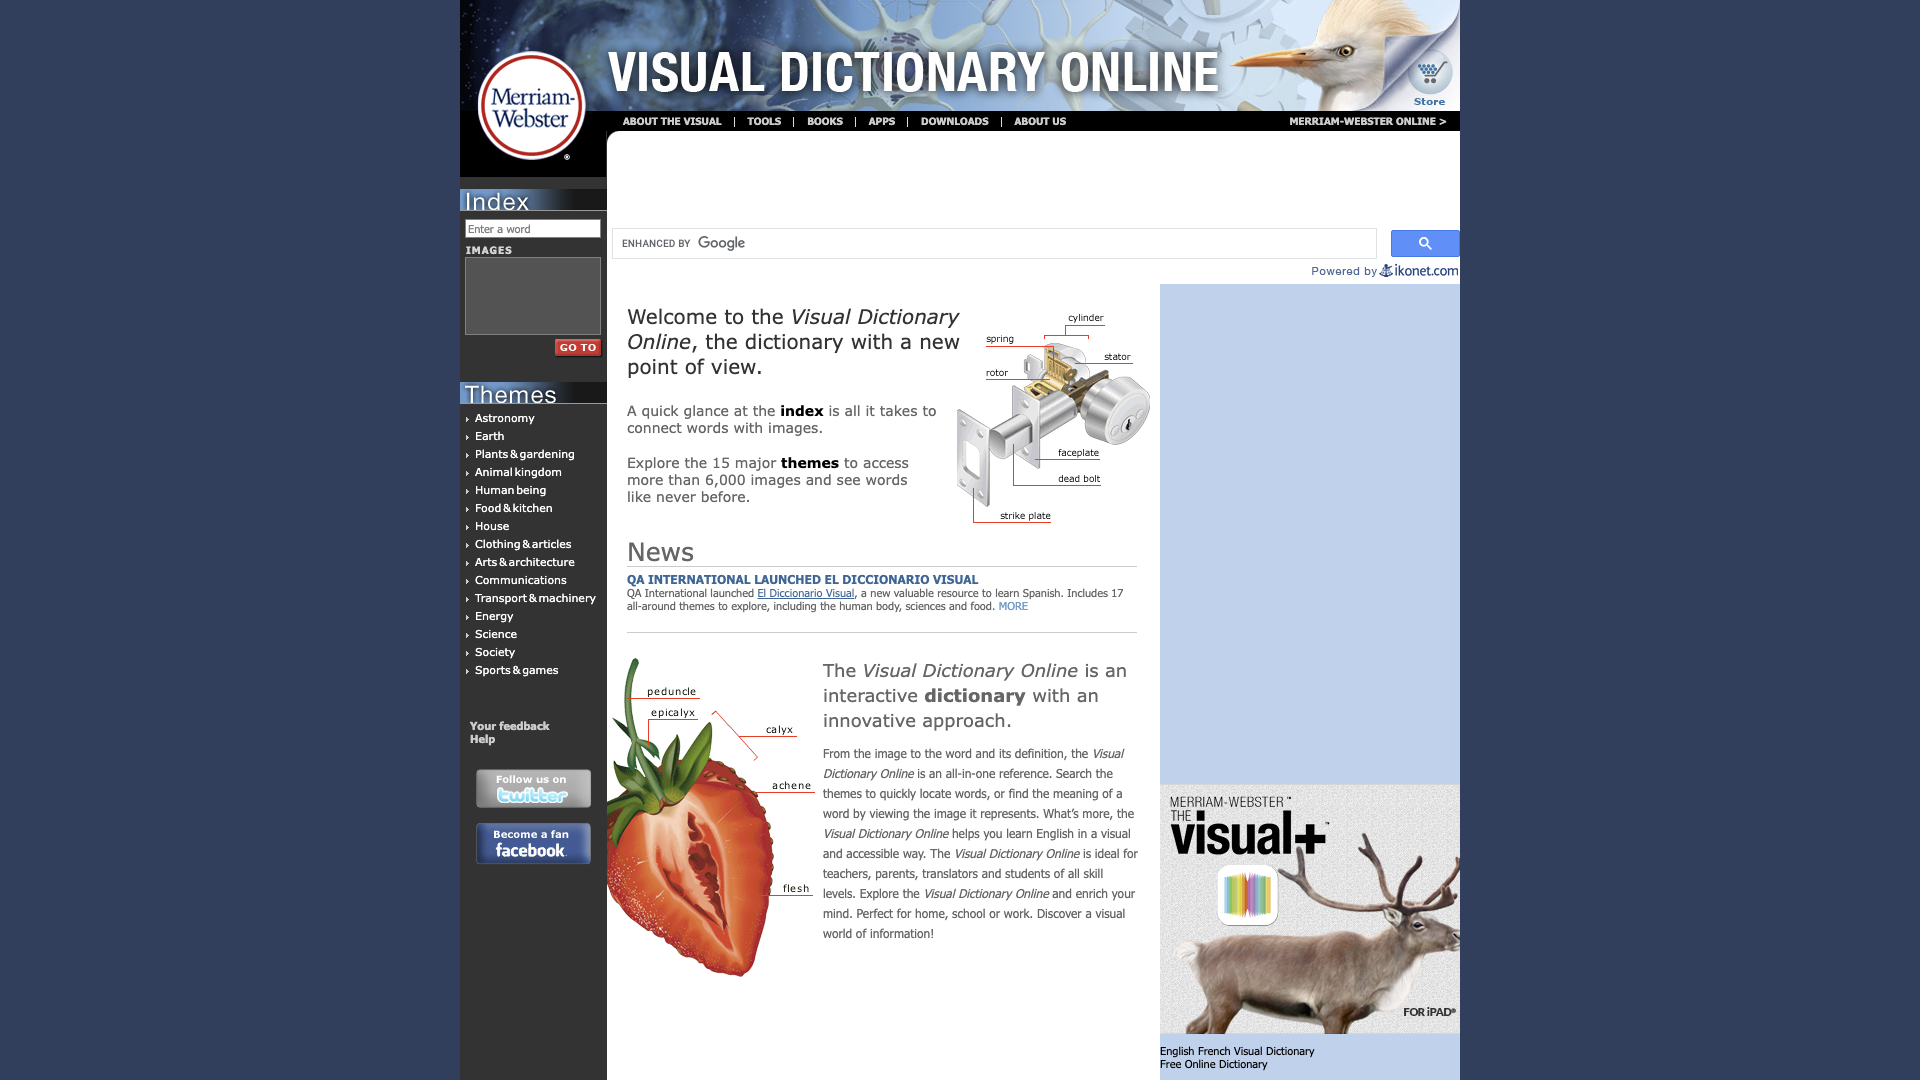 VISUAL DICTIONARY ONLINE
Merriam-
Webster
®
Store
ABOUT THE VISUAL | TOOLS | BOOKS | APPS | DOWNLOADS | ABOUT US
MERRIAM-WEBSTER ONLINE >
Index
Enter a word
IMAGES
GO TO
Themes
Astronomy
Earth
Plants & gardening
Animal kingdom
Human being
Food & kitchen
House
Clothing & articles
Arts & architecture
Communications
Transport & machinery
Energy
Science
Society
Sports & games
Your feedback
Help
Follow us on
twitter
Become a fan
facebook
ENHANCED BY Google
Powered by ikonet.com
Welcome to the Visual Dictionary
Online, the dictionary with a new
point of view.
A quick glance at the index is all it takes to
connect words with images.
Explore the 15 major themes to access
more than 6,000 images and see words
like never before.
cylinder
spring
stator
rotor
faceplate
dead bolt
strike plate
News
QA INTERNATIONAL LAUNCHED EL DICCIONARIO VISUAL
QA International launched El Diccionario Visual, a new valuable resource to learn Spanish. Includes 17
all-around themes to explore, including the human body, sciences and food. MORE
peduncle
epicalyx
calyx
achene
flesh
The Visual Dictionary Online is an
interactive dictionary with an
innovative approach.
From the image to the word and its definition, the Visual
Dictionary Online is an all-in-one reference. Search the
themes to quickly locate words, or find the meaning of a
word by viewing the image it represents. What’s more, the
Visual Dictionary Online helps you learn English in a visual
and accessible way. The Visual Dictionary Online is ideal for
teachers, parents, translators and students of all skill
levels. Explore the Visual Dictionary Online and enrich your
mind. Perfect for home, school or work. Discover a visual
world of information!
MERRIAM-WEBSTER™
THE
visual+™
FOR iPAD®
English French Visual Dictionary
Free Online Dictionary